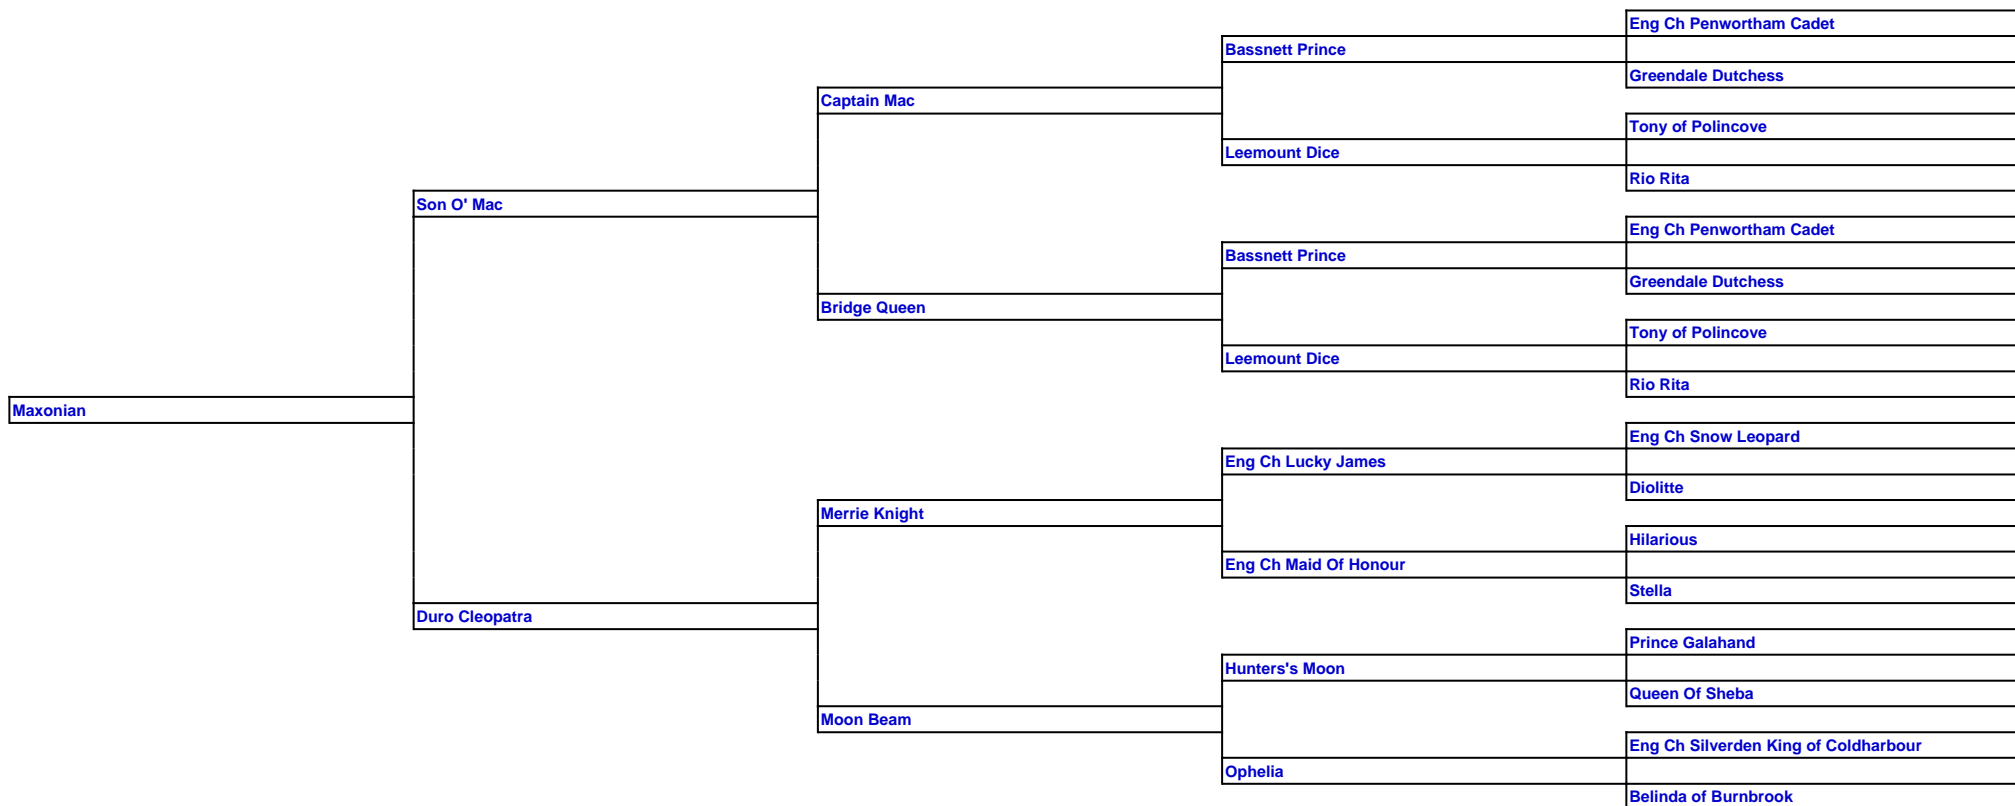 Eng Ch Penwortham Cadet
Bassnett Prince
Greendale Dutchess
Captain Mac
Tony of Polincove
Leemount Dice
Rio Rita
Son O' Mac
Eng Ch Penwortham Cadet
Bassnett Prince
Greendale Dutchess
Bridge Queen
Tony of Polincove
Leemount Dice
Rio Rita
Maxonian
Eng Ch Snow Leopard
Eng Ch Lucky James
Diolitte
Merrie Knight
Hilarious
Eng Ch Maid Of Honour
Stella
Duro Cleopatra
Prince Galahand
Hunters's Moon
Queen Of Sheba
Moon Beam
Eng Ch Silverden King of Coldharbour
Ophelia
Belinda of Burnbrook